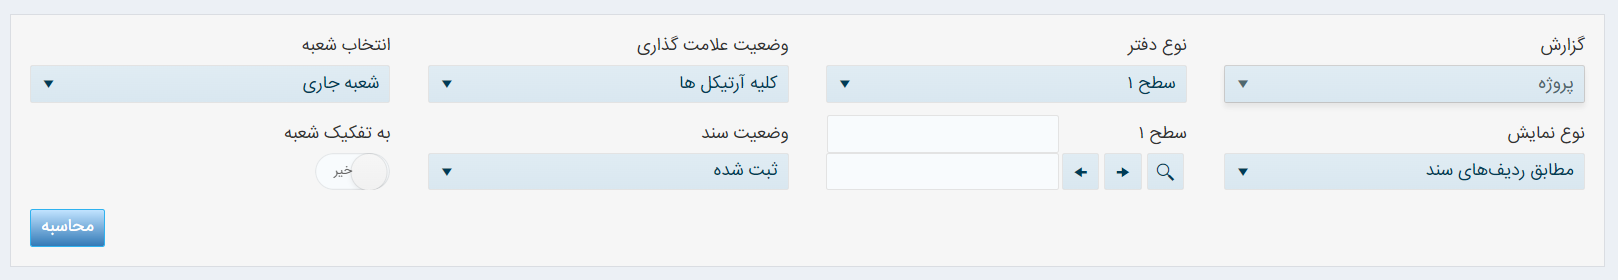 گزارش
نوع دفتر
وضعیت علامت گذاری
انتخاب شعبه
پروژه
سطح ۱
کلیه آرتیکل ها
شعبه جاری
نوع نمایش
سطح ۱
وضعیت سند
به تفکیک شعبه
مطابق ردیف‌های سند
ثبت شده
خیر
محاسبه